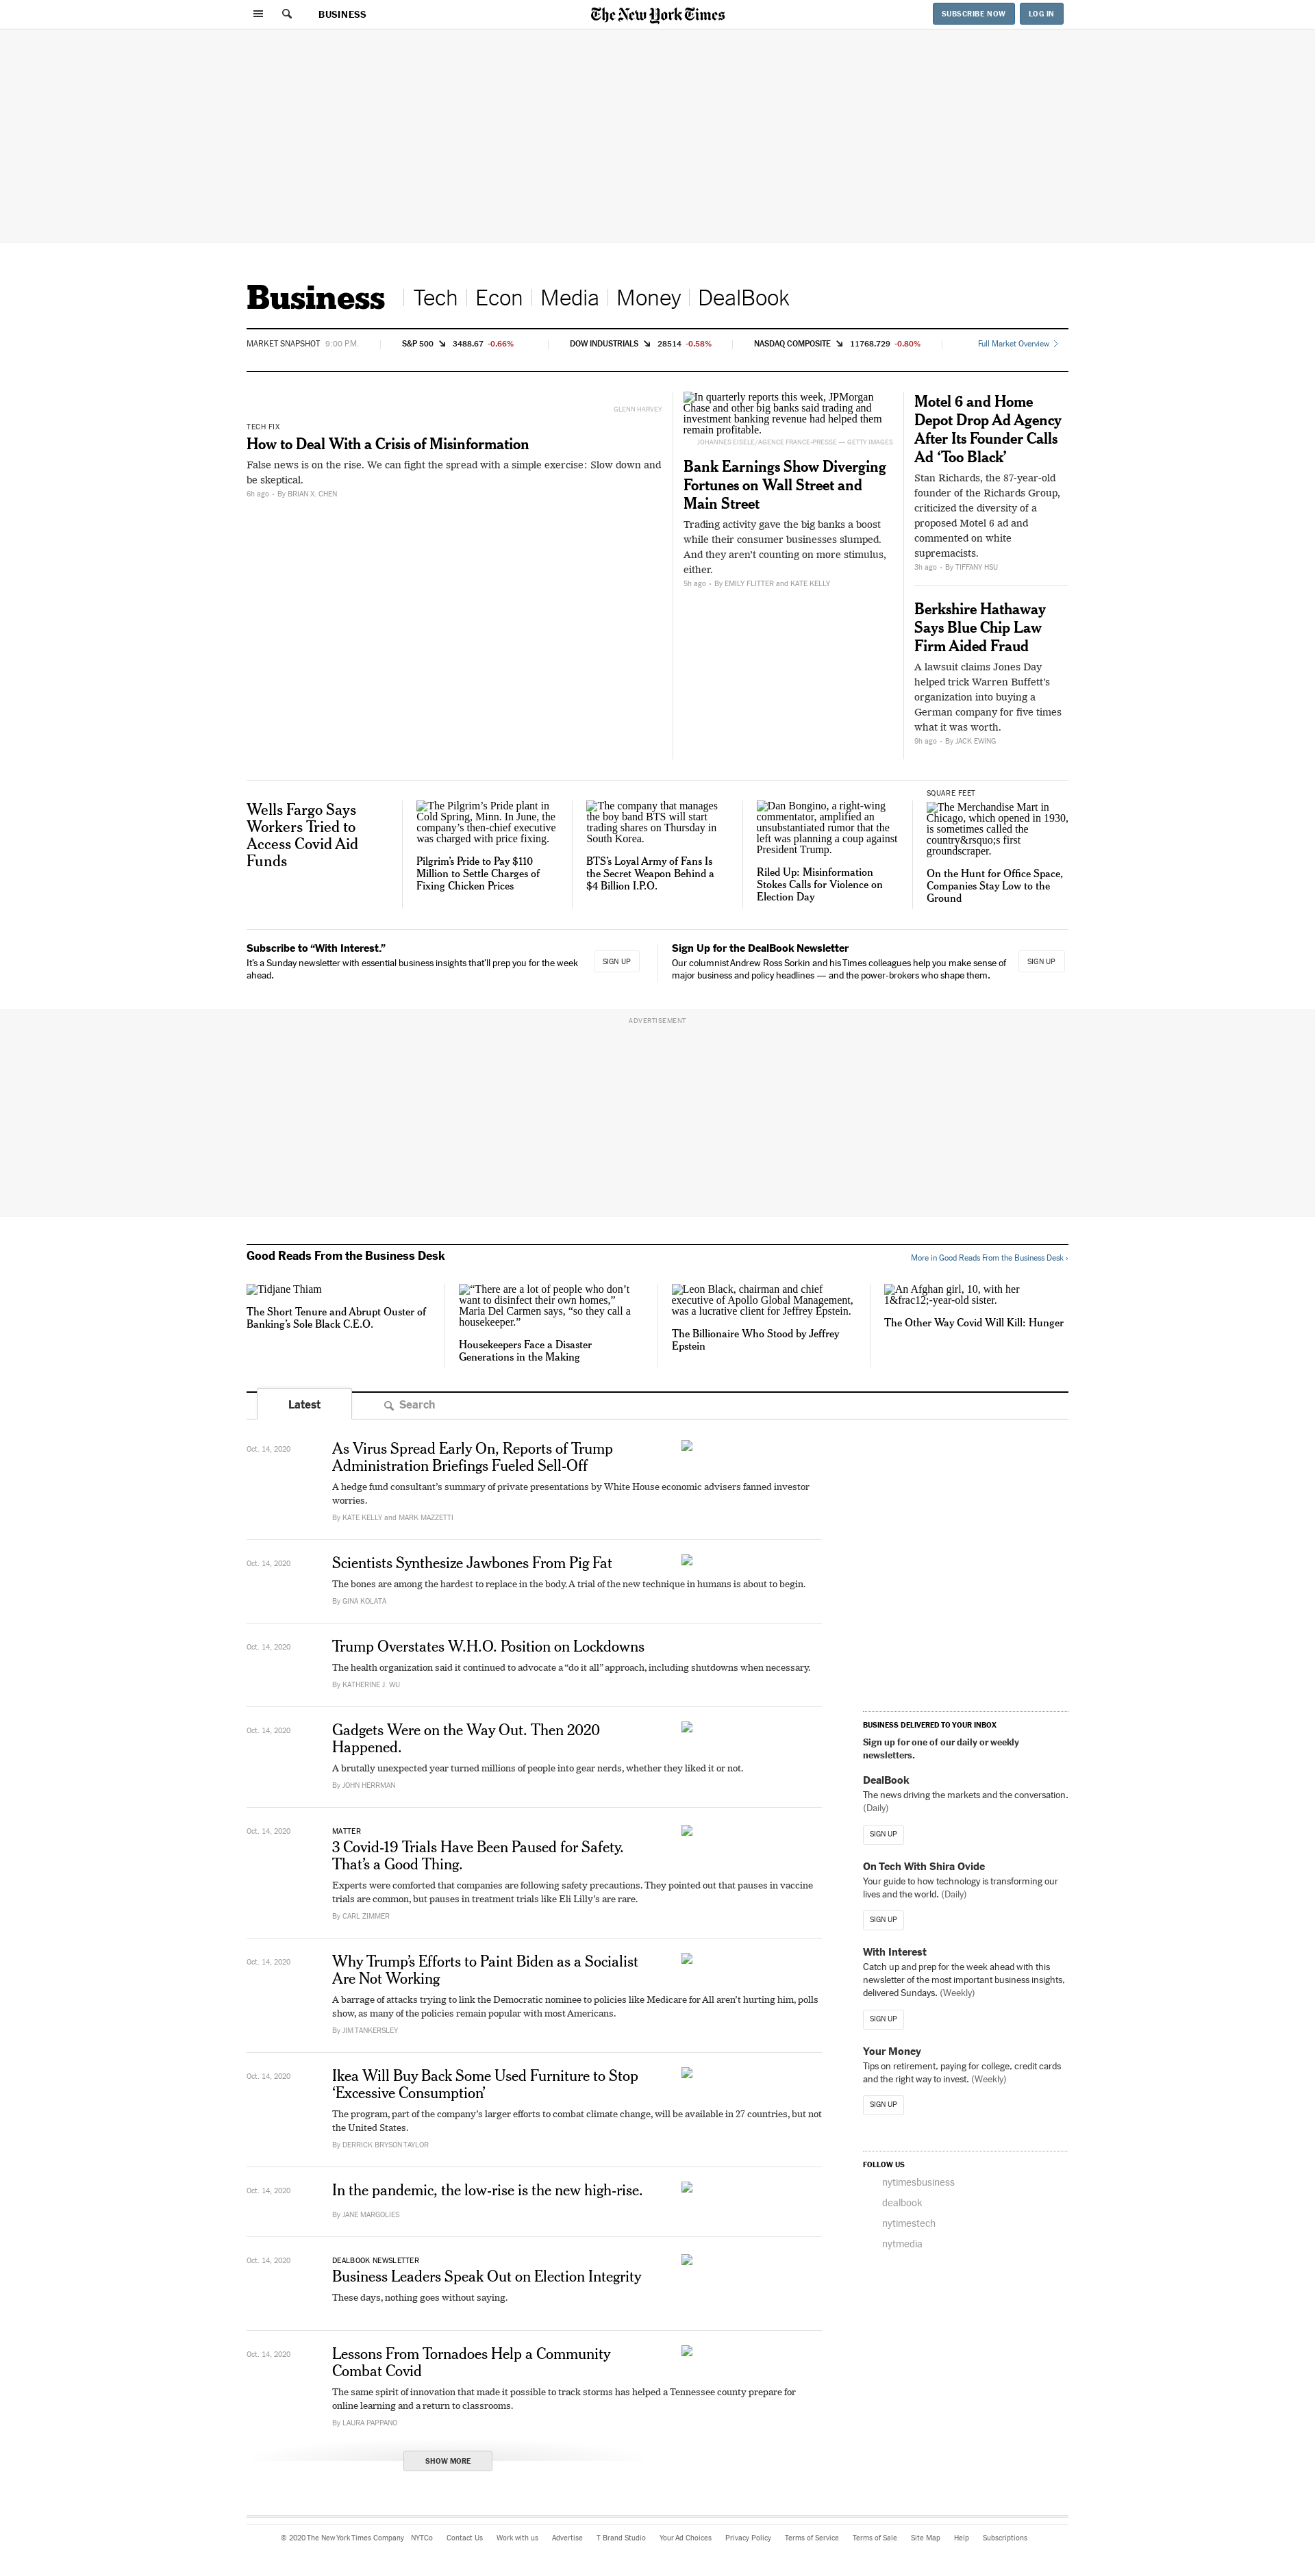 BUSINESS
The New York Times
SUBSCRIBE NOW
LOG IN
Business
Tech
Econ
Media
Money
DealBook
MARKET SNAPSHOT 9:00 P.M.
S&P 500 3488.67 -0.66%
DOW INDUSTRIALS 28514 -0.58%
NASDAQ COMPOSITE 11768.729 -0.80%
Full Market Overview
GLENN HARVEY
TECH FIX
How to Deal With a Crisis of Misinformation
False news is on the rise. We can fight the spread with a simple exercise: Slow down and
be skeptical.
6h ago • By BRIAN X. CHEN
In quarterly reports this week, JPMorgan
Chase and other big banks said trading and
investment banking revenue had helped them
remain profitable.
JOHANNES EISELE/AGENCE FRANCE-PRESSE — GETTY IMAGES
Bank Earnings Show Diverging
Fortunes on Wall Street and
Main Street
Trading activity gave the big banks a boost
while their consumer businesses slumped.
And they aren't counting on more stimulus,
either.
5h ago • By EMILY FLITTER and KATE KELLY
Motel 6 and Home
Depot Drop Ad Agency
After Its Founder Calls
Ad ‘Too Black’
Stan Richards, the 87-year-old
founder of the Richards Group,
criticized the diversity of a
proposed Motel 6 ad and
commented on white
supremacists.
3h ago • By TIFFANY HSU
Berkshire Hathaway
Says Blue Chip Law
Firm Aided Fraud
A lawsuit claims Jones Day
helped trick Warren Buffett’s
organization into buying a
German company for five times
what it was worth.
9h ago • By JACK EWING
Wells Fargo Says
Workers Tried to
Access Covid Aid
Funds
The Pilgrim’s Pride plant in
Cold Spring, Minn. In June, the
company’s then-chief executive
was charged with price fixing.
Pilgrim’s Pride to Pay $110
Million to Settle Charges of
Fixing Chicken Prices
The company that manages
the boy band BTS will start
trading shares on Thursday in
South Korea.
BTS’s Loyal Army of Fans Is
the Secret Weapon Behind a
$4 Billion I.P.O.
Dan Bongino, a right-wing
commentator, amplified an
unsubstantiated rumor that the
left was planning a coup against
President Trump.
Riled Up: Misinformation
Stokes Calls for Violence on
Election Day
SQUARE FEET
The Merchandise Mart in
Chicago, which opened in 1930,
is sometimes called the
country&rsquo;s first
groundscraper.
On the Hunt for Office Space,
Companies Stay Low to the
Ground
Subscribe to “With Interest.”
It’s a Sunday newsletter with essential business insights that’ll prep you for the week
ahead.
SIGN UP
Sign Up for the DealBook Newsletter
Our columnist Andrew Ross Sorkin and his Times colleagues help you make sense of
major business and policy headlines — and the power-brokers who shape them.
SIGN UP
ADVERTISEMENT
Good Reads From the Business Desk
More in Good Reads From the Business Desk ›
Tidjane Thiam
The Short Tenure and Abrupt Ouster of
Banking’s Sole Black C.E.O.
“There are a lot of people who don’t
want to disinfect their own homes,”
Maria Del Carmen says, “so they call a
housekeeper.”
Housekeepers Face a Disaster
Generations in the Making
Leon Black, chairman and chief
executive of Apollo Global Management,
was a lucrative client for Jeffrey Epstein.
The Billionaire Who Stood by Jeffrey
Epstein
An Afghan girl, 10, with her
1&frac12;-year-old sister.
The Other Way Covid Will Kill: Hunger
Latest
Search
Oct. 14, 2020
As Virus Spread Early On, Reports of Trump
Administration Briefings Fueled Sell-Off
A hedge fund consultant’s summary of private presentations by White House economic advisers fanned investor
worries.
By KATE KELLY and MARK MAZZETTI
Oct. 14, 2020
Scientists Synthesize Jawbones From Pig Fat
The bones are among the hardest to replace in the body. A trial of the new technique in humans is about to begin.
By GINA KOLATA
Oct. 14, 2020
Trump Overstates W.H.O. Position on Lockdowns
The health organization said it continued to advocate a “do it all” approach, including shutdowns when necessary.
By KATHERINE J. WU
Oct. 14, 2020
Gadgets Were on the Way Out. Then 2020
Happened.
A brutally unexpected year turned millions of people into gear nerds, whether they liked it or not.
By JOHN HERRMAN
Oct. 14, 2020
MATTER
3 Covid-19 Trials Have Been Paused for Safety.
That’s a Good Thing.
Experts were comforted that companies are following safety precautions. They pointed out that pauses in vaccine
trials are common, but pauses in treatment trials like Eli Lilly’s are rare.
By CARL ZIMMER
Oct. 14, 2020
Why Trump’s Efforts to Paint Biden as a Socialist
Are Not Working
A barrage of attacks trying to link the Democratic nominee to policies like Medicare for All aren’t hurting him, polls
show, as many of the policies remain popular with most Americans.
By JIM TANKERSLEY
Oct. 14, 2020
Ikea Will Buy Back Some Used Furniture to Stop
‘Excessive Consumption’
The program, part of the company’s larger efforts to combat climate change, will be available in 27 countries, but not
the United States.
By DERRICK BRYSON TAYLOR
Oct. 14, 2020
In the pandemic, the low-rise is the new high-rise.
By JANE MARGOLIES
Oct. 14, 2020
DEALBOOK NEWSLETTER
Business Leaders Speak Out on Election Integrity
These days, nothing goes without saying.
Oct. 14, 2020
Lessons From Tornadoes Help a Community
Combat Covid
The same spirit of innovation that made it possible to track storms has helped a Tennessee county prepare for
online learning and a return to classrooms.
By LAURA PAPPANO
SHOW MORE
BUSINESS DELIVERED TO YOUR INBOX
Sign up for one of our daily or weekly
newsletters.
DealBook
The news driving the markets and the conversation.
(Daily)
SIGN UP
On Tech With Shira Ovide
Your guide to how technology is transforming our
lives and the world. (Daily)
SIGN UP
With Interest
Catch up and prep for the week ahead with this
newsletter of the most important business insights,
delivered Sundays. (Weekly)
SIGN UP
Your Money
Tips on retirement, paying for college, credit cards
and the right way to invest. (Weekly)
SIGN UP
FOLLOW US
nytimesbusiness
dealbook
nytimestech
nytmedia
© 2020 The New York Times Company NYTCo Contact Us Work with us Advertise T Brand Studio Your Ad Choices Privacy Policy Terms of Service Terms of Sale Site Map Help Subscriptions